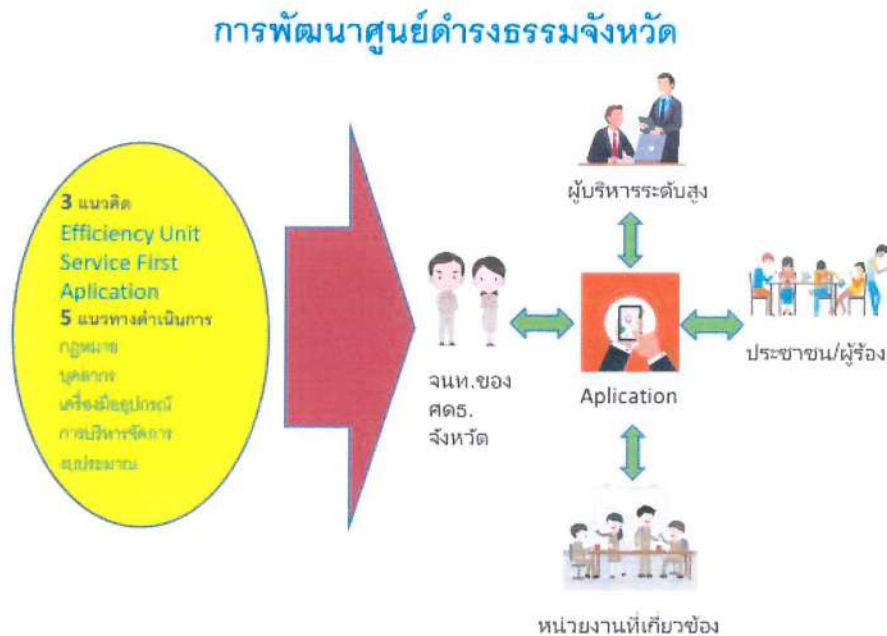 การพัฒนาศูนย์ดำรงธรรมจังหวัด
3 แนวคิด
Efficiency Unit
Service First
Aplication
5 แนวทางดำเนินการ
กฎหมาย
บุคลากร
เครื่องมืออุปกรณ์
การบริหารจัดการ
งบประมาณ
ผู้บริหารระดับสูง
จนท.ของ
ศดธ.
จังหวัด
Aplication
ประชาชน/ผู้ร้อง
หน่วยงานที่เกี่ยวข้อง